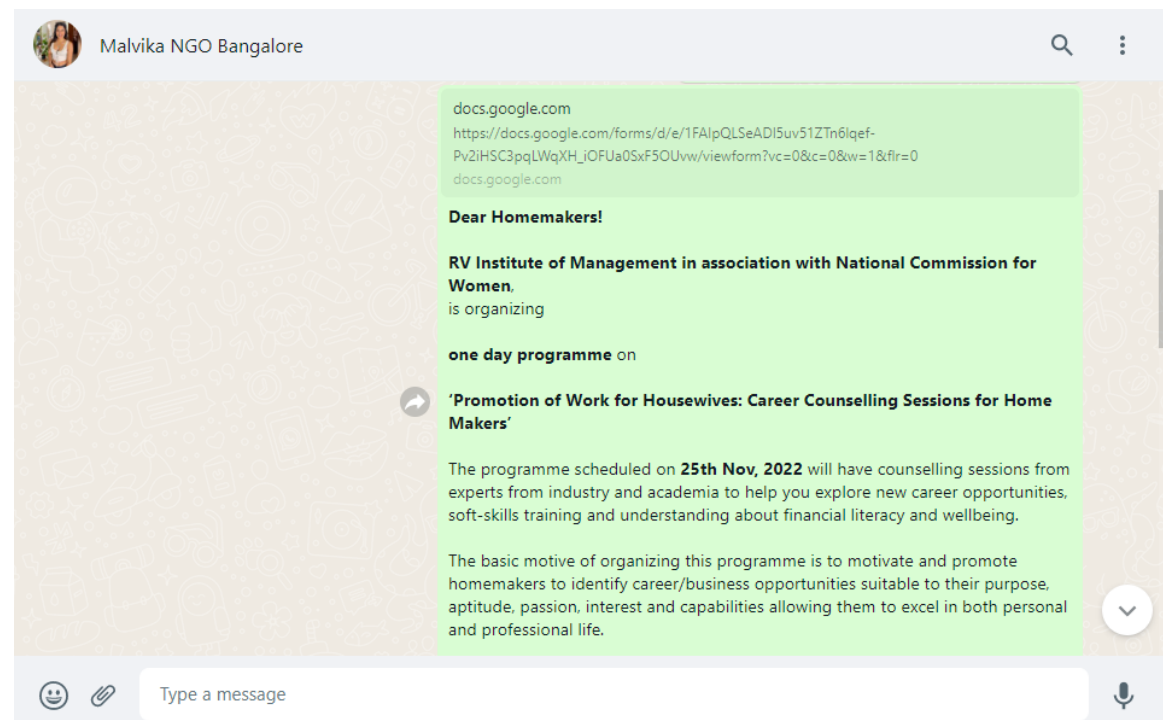 Malvika NGO Bangalore
docs.google.com
https://docs.google.com/forms/d/e/1FAIpQLSeADI5uv51ZTn6lqef-
Pv2iHSC3pqLWqXH_iOFUa0SxF5OUvw/viewform?vc=0&c=0&w=1&flr=0
docs.google.com
Dear Homemakers!
RV Institute of Management in association with National Commission for
Women,
is organizing
one day programme on
‘Promotion of Work for Housewives: Career Counselling Sessions for Home
Makers’
The programme scheduled on 25th Nov, 2022 will have counselling sessions from
experts from industry and academia to help you explore new career opportunities,
soft-skills training and understanding about financial literacy and wellbeing.
The basic motive of organizing this programme is to motivate and promote
homemakers to identify career/business opportunities suitable to their purpose,
aptitude, passion, interest and capabilities allowing them to excel in both personal
and professional life.
Type a message